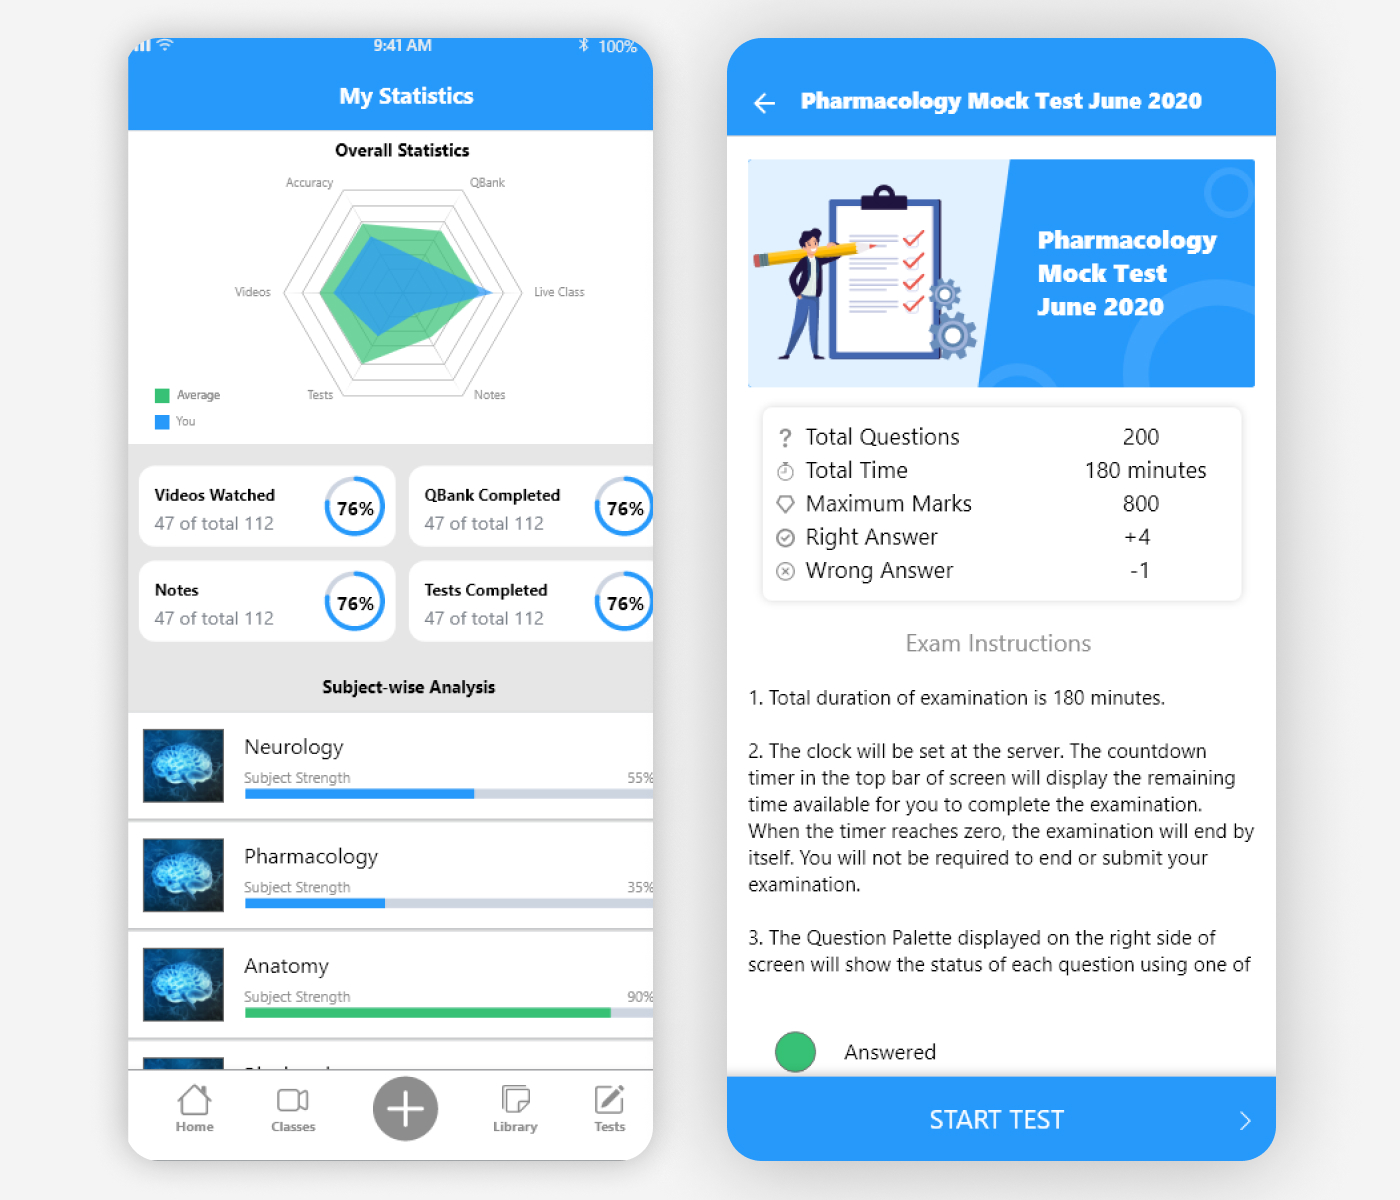 9:41 AM
100%
My Statistics
Overall Statistics
Accuracy
QBank
Videos
Live Class
Tests
Notes
Average
You
Videos Watched
47 of total 112
76%
QBank Completed
47 of total 112
76%
Notes
47 of total 112
76%
Tests Completed
47 of total 112
76%
Subject-wise Analysis
Neurology
Subject Strength
55%
Pharmacology
Subject Strength
35%
Anatomy
Subject Strength
90%
Home
Classes
Library
Tests
Pharmacology Mock Test June 2020
Pharmacology
Mock Test
June 2020
Total Questions 200
Total Time 180 minutes
Maximum Marks 800
Right Answer +4
Wrong Answer -1
Exam Instructions
1. Total duration of examination is 180 minutes.
2. The clock will be set at the server. The countdown
timer in the top bar of screen will display the remaining
time available for you to complete the examination.
When the timer reaches zero, the examination will end by
itself. You will not be required to end or submit your
examination.
3. The Question Palette displayed on the right side of
screen will show the status of each question using one of
Answered
START TEST